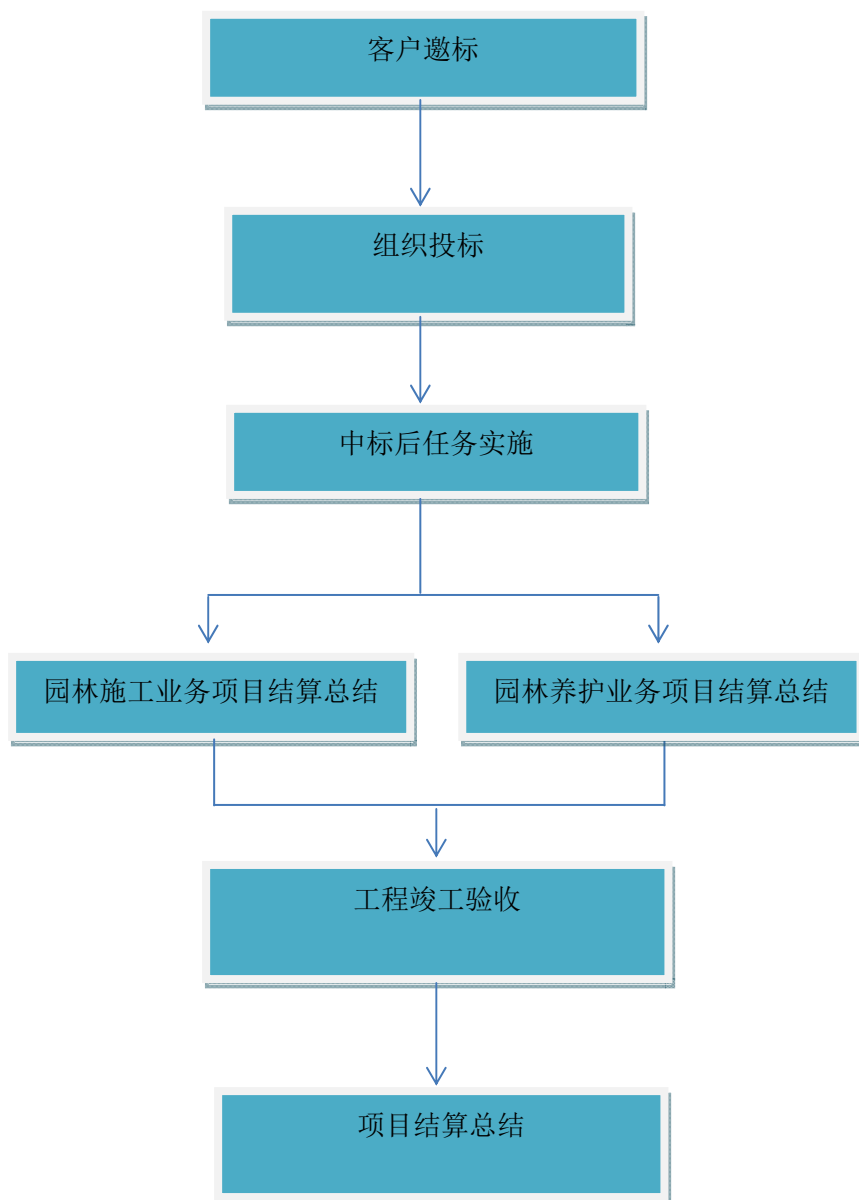 客户邀标
组织投标
中标后任务实施
园林施工业务项目结算总结
园林养护业务项目结算总结
工程竣工验收
项目结算总结